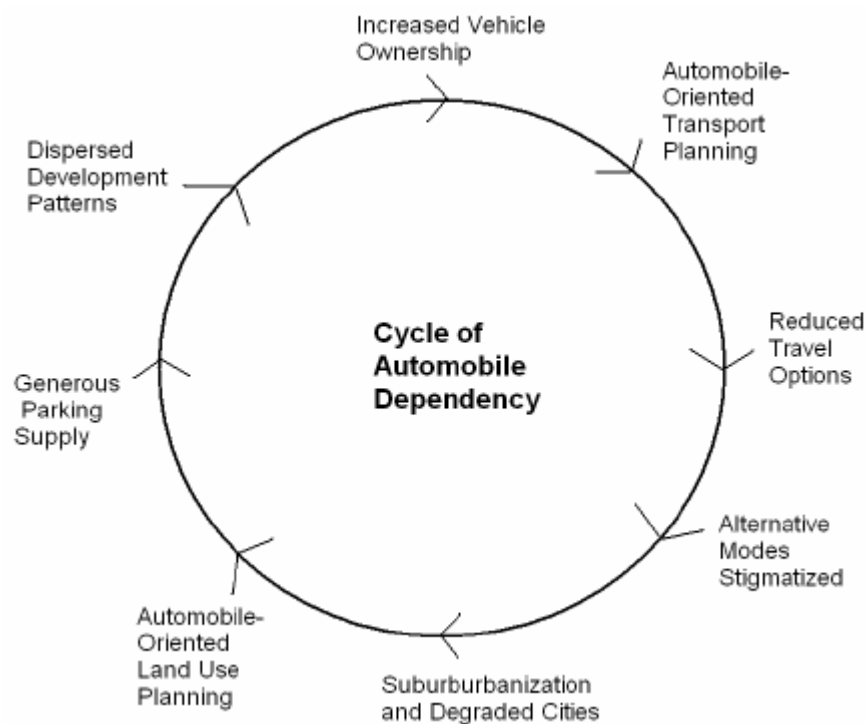 Increased Vehicle
Ownership
Automobile-
Oriented
Transport
Planning
Reduced
Travel
Options
Alternative
Modes
Stigmatized
Suburburbanization
and Degraded Cities
Automobile-
Oriented
Land Use
Planning
Generous
Parking
Supply
Dispersed
Development
Patterns
Cycle of
Automobile
Dependency